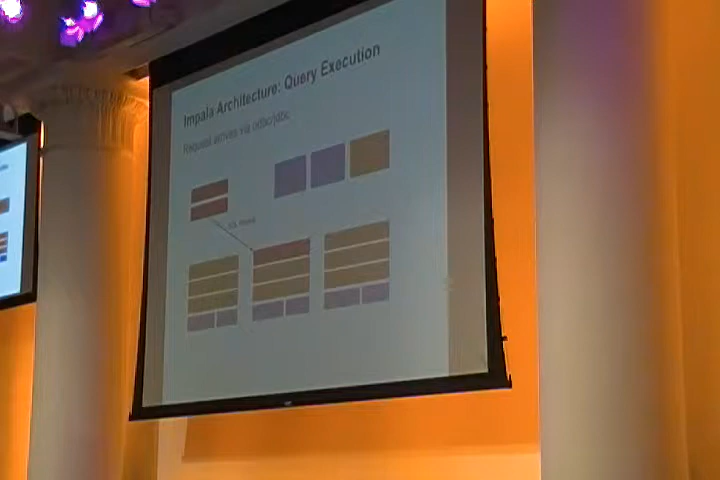 Impala Architecture: Query Execution
Request arrives via odbc/jdbc